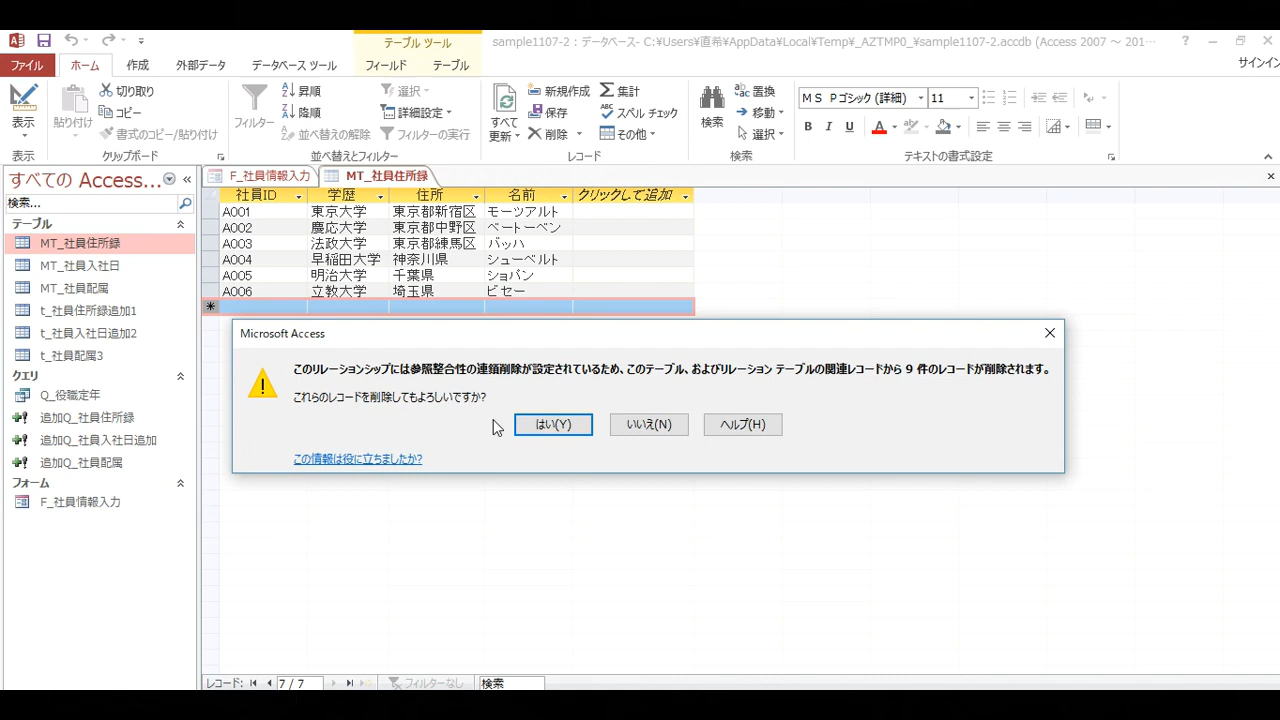 sample1107-2 : データベース- C:¥Users¥直希¥AppData¥Local¥Temp¥_AZTMP0_¥sample1107-2.accdb (Access 2007 ～ 201…
テーブル ツール
サインイン
ファイル ホーム 作成 外部データ データベース ツール フィールド テーブル
表示
表示
貼り付け
切り取り
コピー
書式のコピー/貼り付け
クリップボード
フィルター
昇順
降順
並べ替えの解除
選択
詳細設定
フィルターの実行
並べ替えとフィルター
すべて
更新
新規作成
保存
削除
集計
スペル チェック
その他
レコード
検索
置換
移動
選択
検索
ＭＳ Ｐゴシック (詳細) 11
B I U A
テキストの書式設定
すべての Access...
検索...
テーブル
MT_社員住所録
MT_社員入社日
MT_社員配属
t_社員住所録追加1
t_社員入社日追加2
t_社員配属3
クエリ
Q_役職定年
追加Q_社員住所録
追加Q_社員入社日追加
追加Q_社員配属
フォーム
F_社員情報入力
F_社員情報入力 MT_社員住所録
社員ID 学歴 住所 名前 クリックして追加
A001 東京大学 東京都新宿区 モーツアルト
A002 慶応大学 東京都中野区 ベートーベン
A003 法政大学 東京都練馬区 バッハ
A004 早稲田大学 神奈川県 シューベルト
A005 明治大学 千葉県 ショパン
A006 立教大学 埼玉県 ビセー
Microsoft Access
このリレーションシップには参照整合性の連鎖削除が設定されているため、このテーブル、およびリレーション テーブルの関連レコードから 9 件のレコードが削除されます。
これらのレコードを削除してもよろしいですか?
はい(Y) いいえ(N) ヘルプ(H)
この情報は役に立ちましたか?
レコード: 7 / 7 フィルターなし 検索